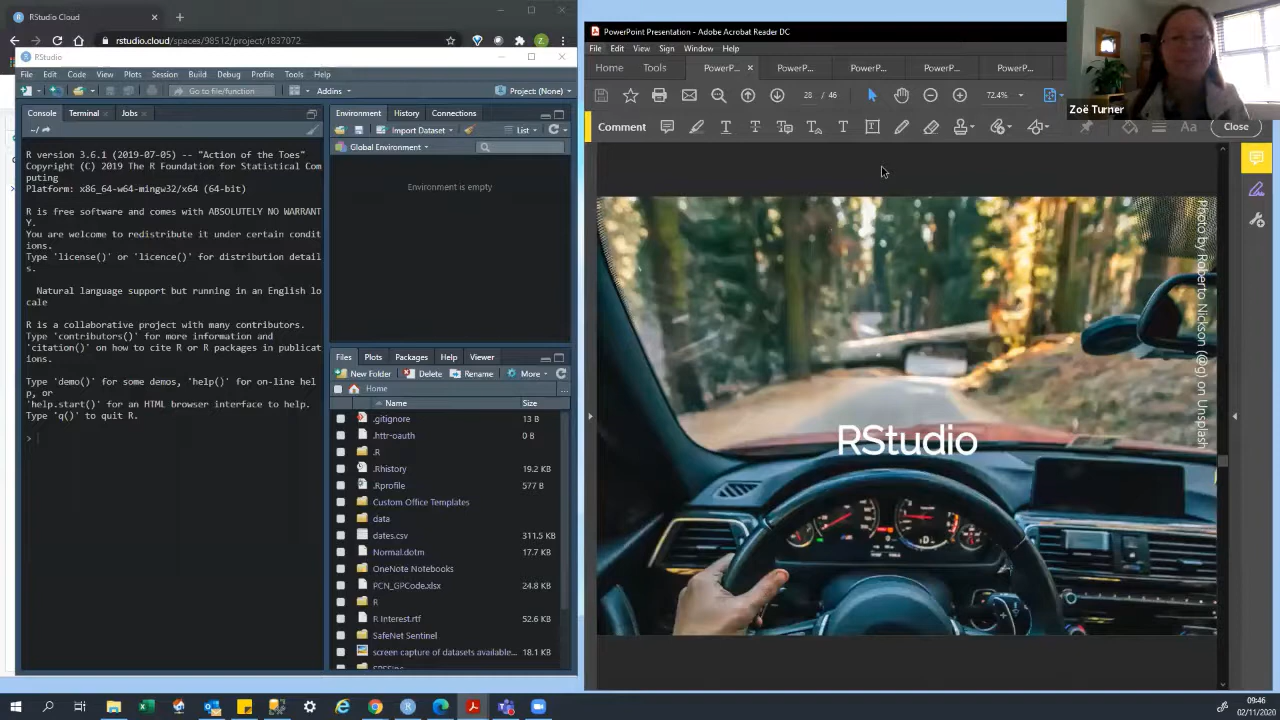 RStudio Cloud
rstudio.cloud/spaces/98512/project/1837072
RStudio
File Edit Code View Plots Session Build Debug Profile Tools Help
Go to file/function
Addins
Project: (None)
Console Terminal Jobs
~/
R version 3.6.1 (2019-07-05) -- "Action of the Toes"
Copyright (C) 2019 The R Foundation for Statistical Com
puting
Platform: x86_64-w64-mingw32/x64 (64-bit)
R is free software and comes with ABSOLUTELY NO WARRANT
Y.
You are welcome to redistribute it under certain condit
ions.
Type 'license()' or 'licence()' for distribution detail
s.
Natural language support but running in an English lo
cale
R is a collaborative project with many contributors.
Type 'contributors()' for more information and
'citation()' on how to cite R or R packages in publicat
ions.
Type 'demo()' for some demos, 'help()' for on-line hel
p, or
'help.start()' for an HTML browser interface to help.
Type 'q()' to quit R.
>
Environment History Connections
Import Dataset
List
Global Environment
Environment is empty
Files Plots Packages Help Viewer
New Folder Delete Rename More
Home
Name Size
.gitignore 13 B
.httr-oauth 0 B
.R
.Rhistory 19.2 KB
.Rprofile 577 B
Custom Office Templates
data
dates.csv 311.5 KB
Normal.dotm 17.7 KB
OneNote Notebooks
PCN_GPCode.xlsx 24.8 KB
R
R Interest.rtf 52.6 KB
SafeNet Sentinel
screen capture of datasets available... 18.1 KB
PowerPoint Presentation - Adobe Acrobat Reader DC
File Edit View Sign Window Help
Home Tools PowerP... PowerP... PowerP... PowerP... PowerP...
28 / 46
72.4%
Comment
Close
Zoë Turner
RStudio
Photo by Roberto Nickson (@g) on Unsplash
09:46
02/11/2020